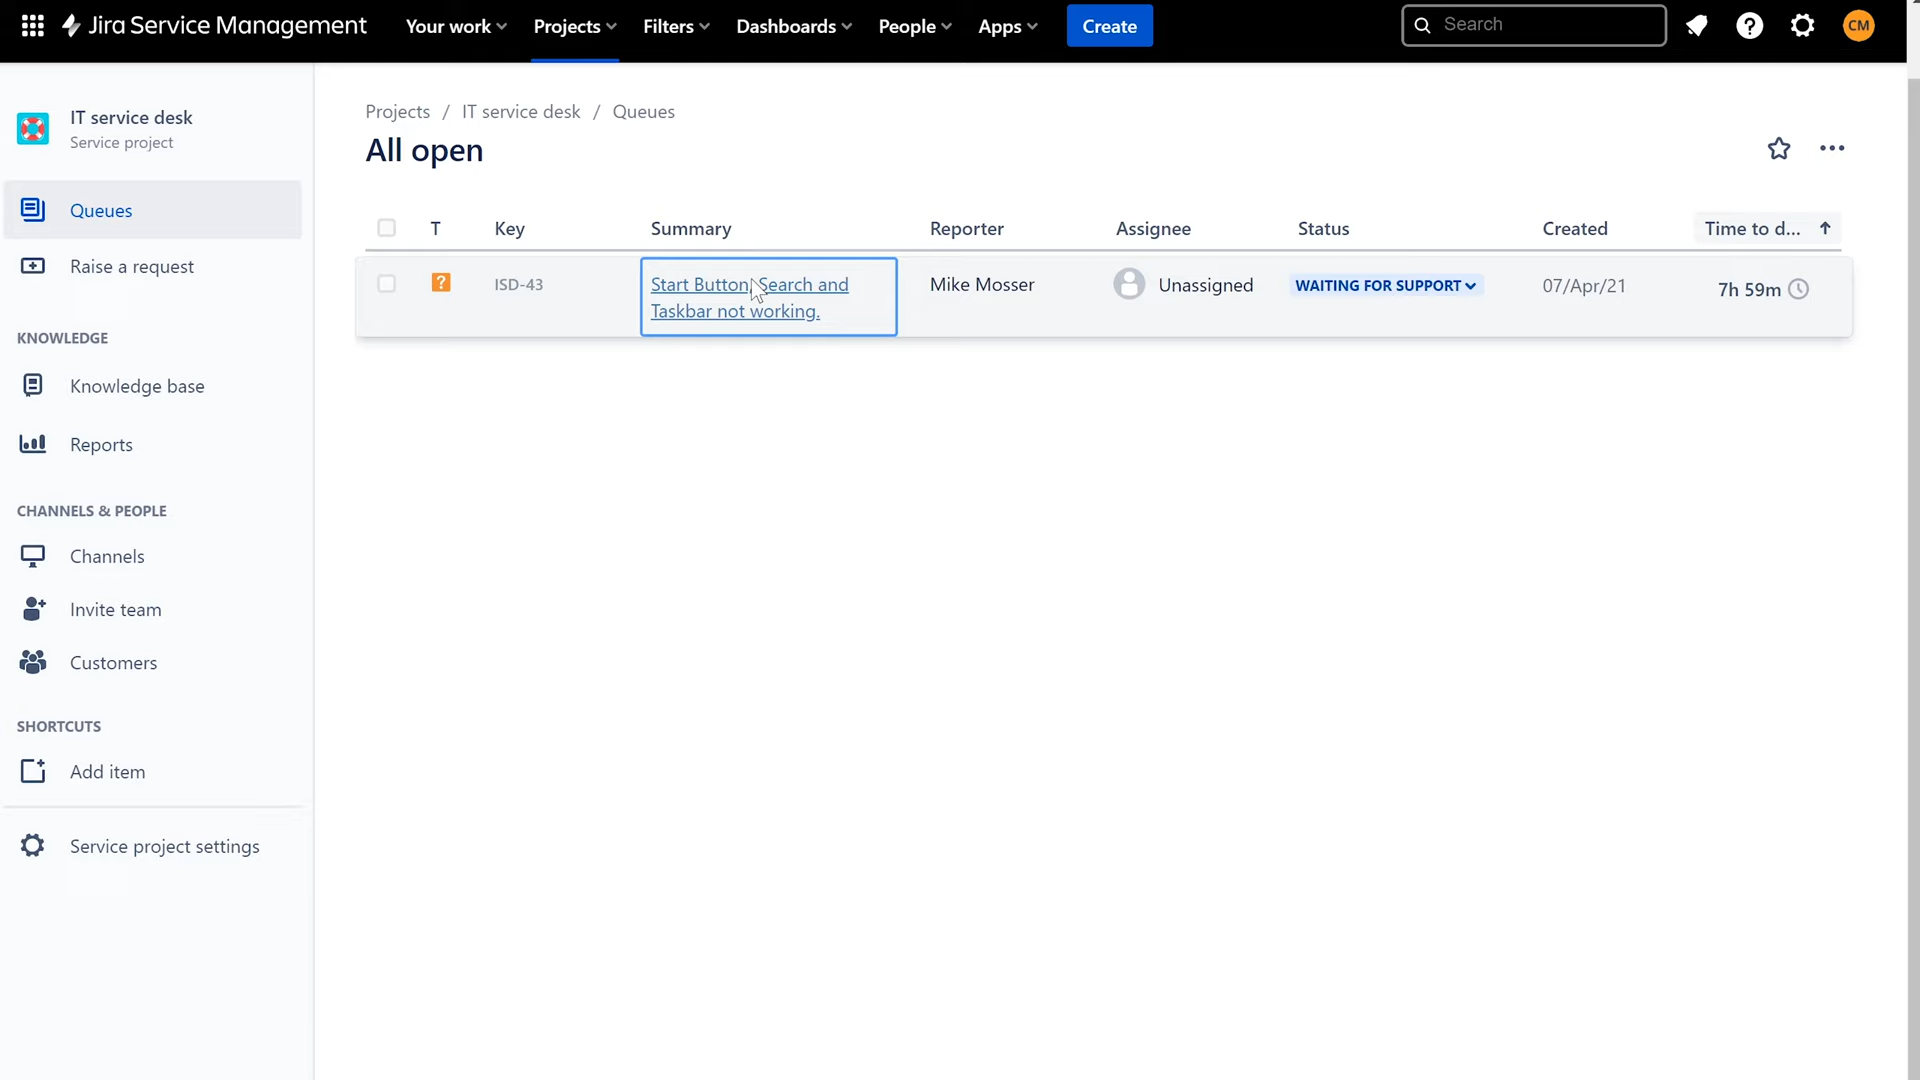 Jira Service Management
Your work
Projects
Filters
Dashboards
People
Apps
Create
Search
?
CM
IT service desk
Service project
Queues
Raise a request
KNOWLEDGE
Knowledge base
Reports
CHANNELS & PEOPLE
Channels
Invite team
Customers
SHORTCUTS
Add item
Service project settings
Projects / IT service desk / Queues
All open
T Key Summary Reporter Assignee Status Created Time to d...
? ISD-43 Start Button, Search and Mike Mosser Unassigned WAITING FOR SUPPORT 07/Apr/21 7h 59m
Taskbar not working.